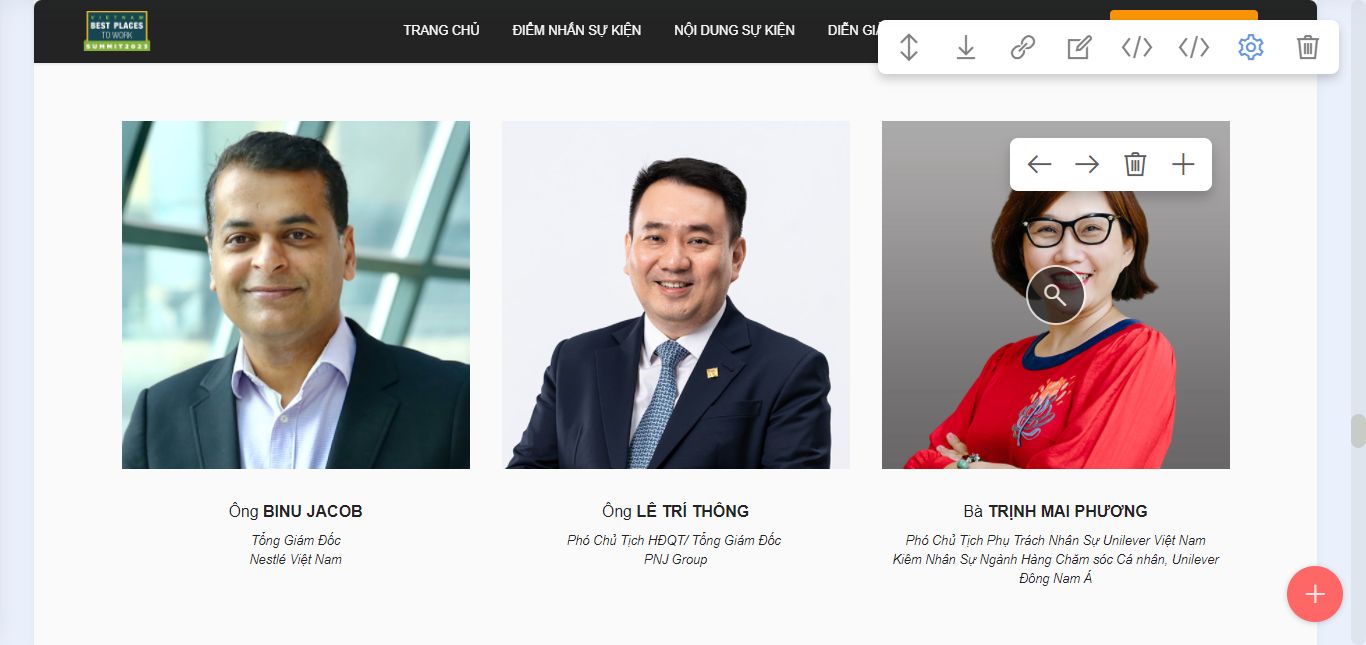 VIETNAM
BEST PLACES
TO WORK
SUMMIT2023
TRANG CHỦ
ĐIỂM NHẤN SỰ KIỆN
NỘI DUNG SỰ KIỆN
DIỄN GIẢ
Ông BINU JACOB
Tổng Giám Đốc
Nestlé Việt Nam
Ông LÊ TRÍ THÔNG
Phó Chủ Tịch HĐQT/ Tổng Giám Đốc
PNJ Group
Bà TRỊNH MAI PHƯƠNG
Phó Chủ Tịch Phụ Trách Nhân Sự Unilever Việt Nam
Kiêm Nhân Sự Ngành Hàng Chăm sóc Cá nhân, Unilever
Đông Nam Á